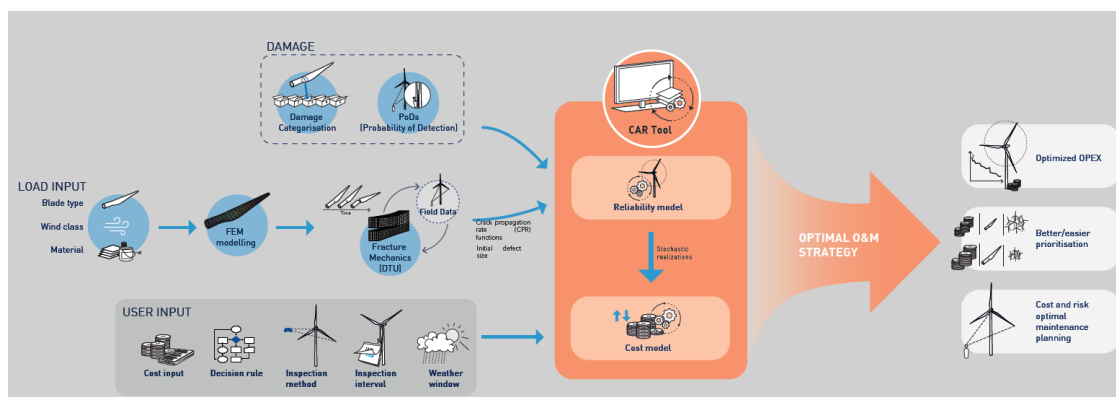 DAMAGE
Damage
Categorisation
PoDs
(Probability of Detection)
LOAD INPUT
Blade type
Wind class
Material
FEM
modelling
Time
Field Data
Fracture
Mechanics
(DTU)
Crack propagation
rate (CPR)
functions
Initial defect
size
USER INPUT
Cost input
Decision rule
Inspection
method
Inspection
interval
Weather
window
CAR Tool
Reliability model
Stochastic
realizations
Cost model
OPTIMAL O&M
STRATEGY
Optimized OPEX
Better/easier
prioritisation
Cost and risk
optimal
maintenance
planning